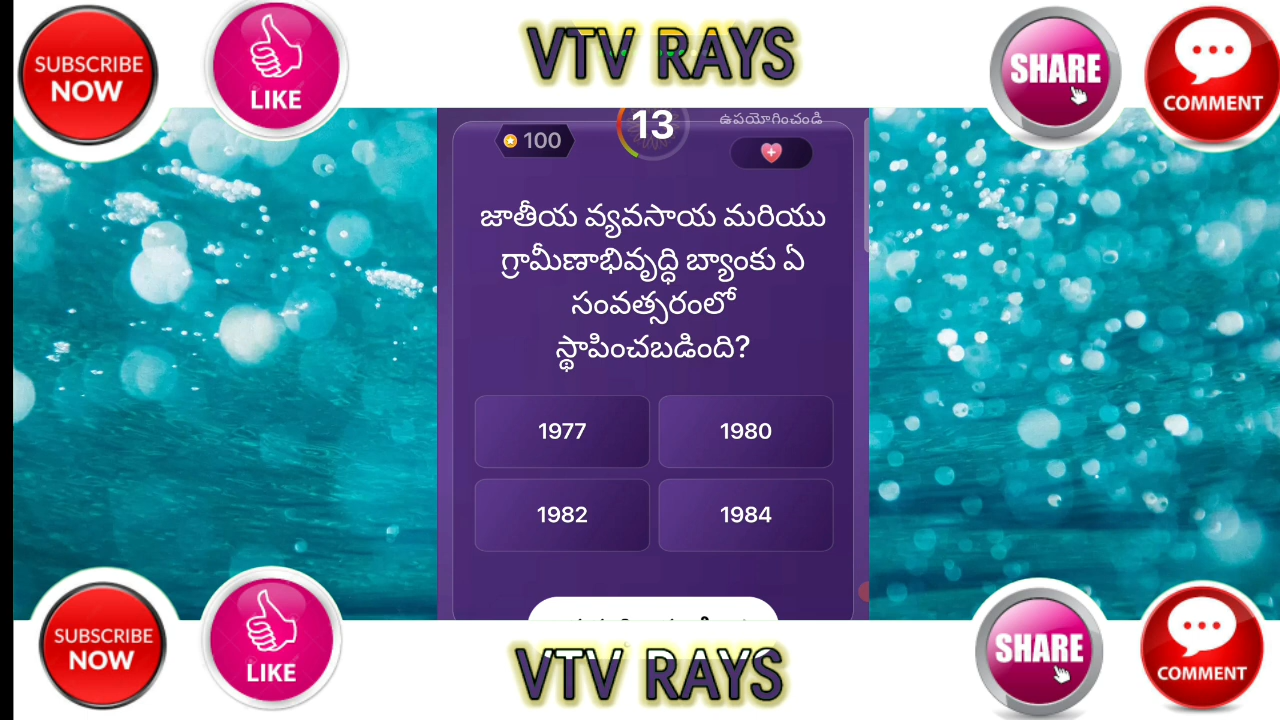 SUBSCRIBE
NOW
LIKE
VTV RAYS
SHARE
COMMENT
100
13
ఉపయోగించండి
జాతీయ వ్యవసాయ మరియు
గ్రామీణాభివృద్ధి బ్యాంకు ఏ
సంవత్సరంలో
స్థాపించబడింది?
1977
1980
1982
1984
SUBSCRIBE
NOW
LIKE
VTV RAYS
SHARE
COMMENT